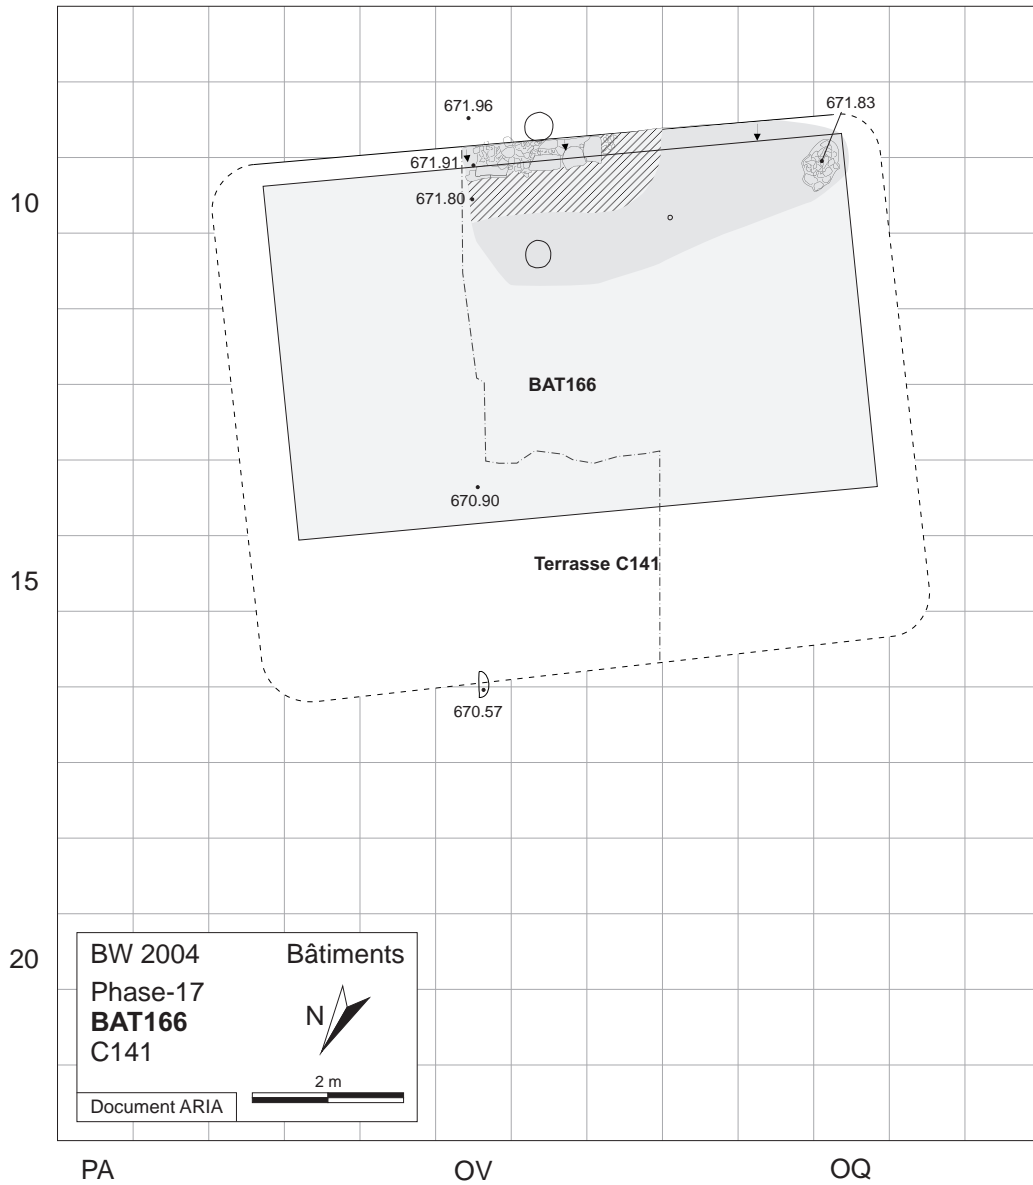 671.96
671.83
671.91
671.80
10
BAT166
670.90
Terrasse C141
15
670.57
20
BW 2004 Bâtiments
Phase-17
BAT166
C141
N
2 m
Document ARIA
PA OV OQ